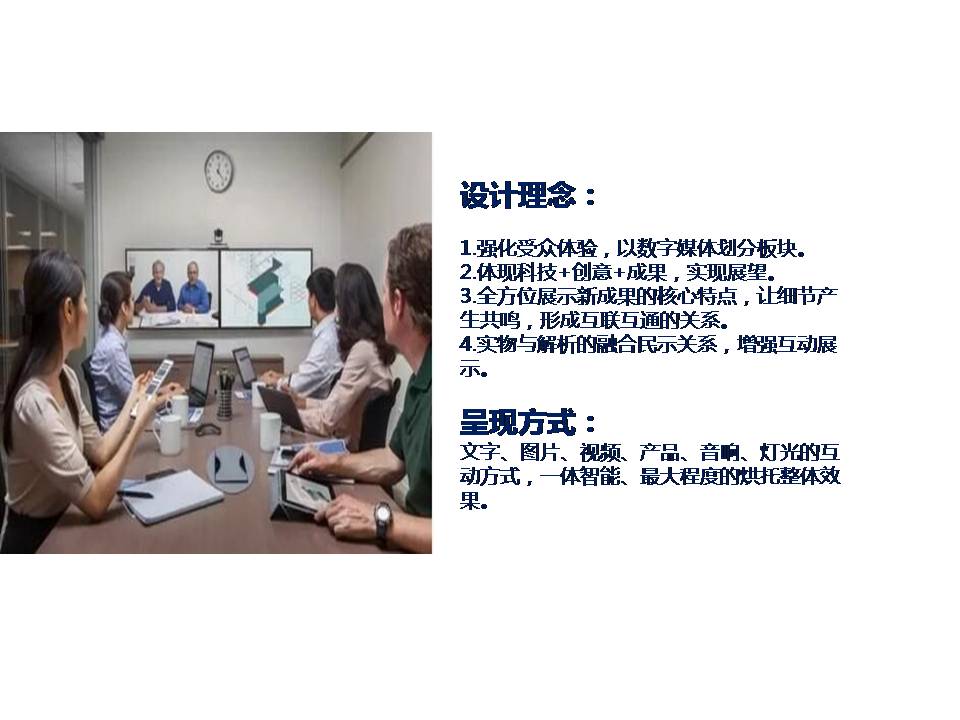 设计理念：
1.强化受众体验，以数字媒体划分板块。
2.体现科技+创意+成果，实现展望。
3.全方位展示新成果的核心特点，让细节产
生共鸣，形成互联互通的关系。
4.实物与解析的融合民示关系，增强互动展
示。
呈现方式：
文字、图片、视频、产品、音响、灯光的互
动方式，一体智能、最大程度的烘托整体效
果。